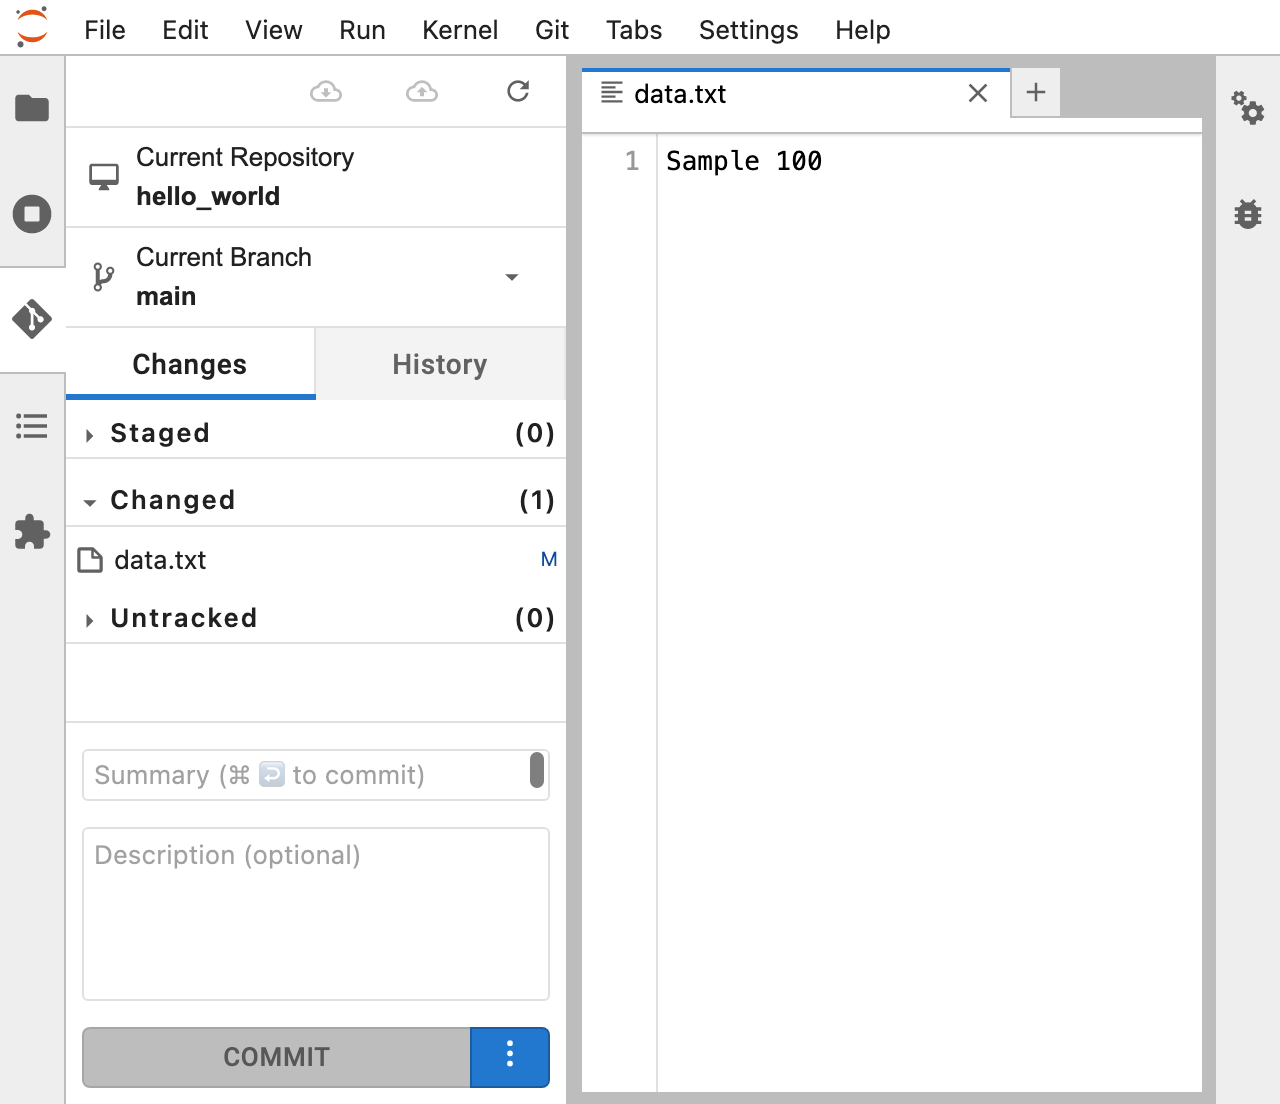 File Edit View Run Kernel Git Tabs Settings Help
Current Repository
hello_world
Current Branch
main
Changes History
Staged (0)
Changed (1)
data.txt M
Untracked (0)
Summary (⌘ ↩ to commit)
Description (optional)
COMMIT
data.txt
1 Sample 100